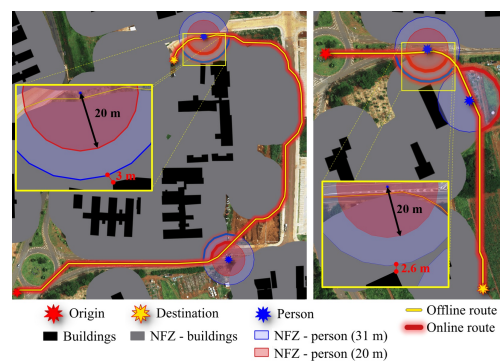 20 m
3 m
20 m
2.6 m
Origin
Destination
Person
Offline route
Buildings
NFZ - buildings
NFZ - person (31 m)
Online route
NFZ - person (20 m)